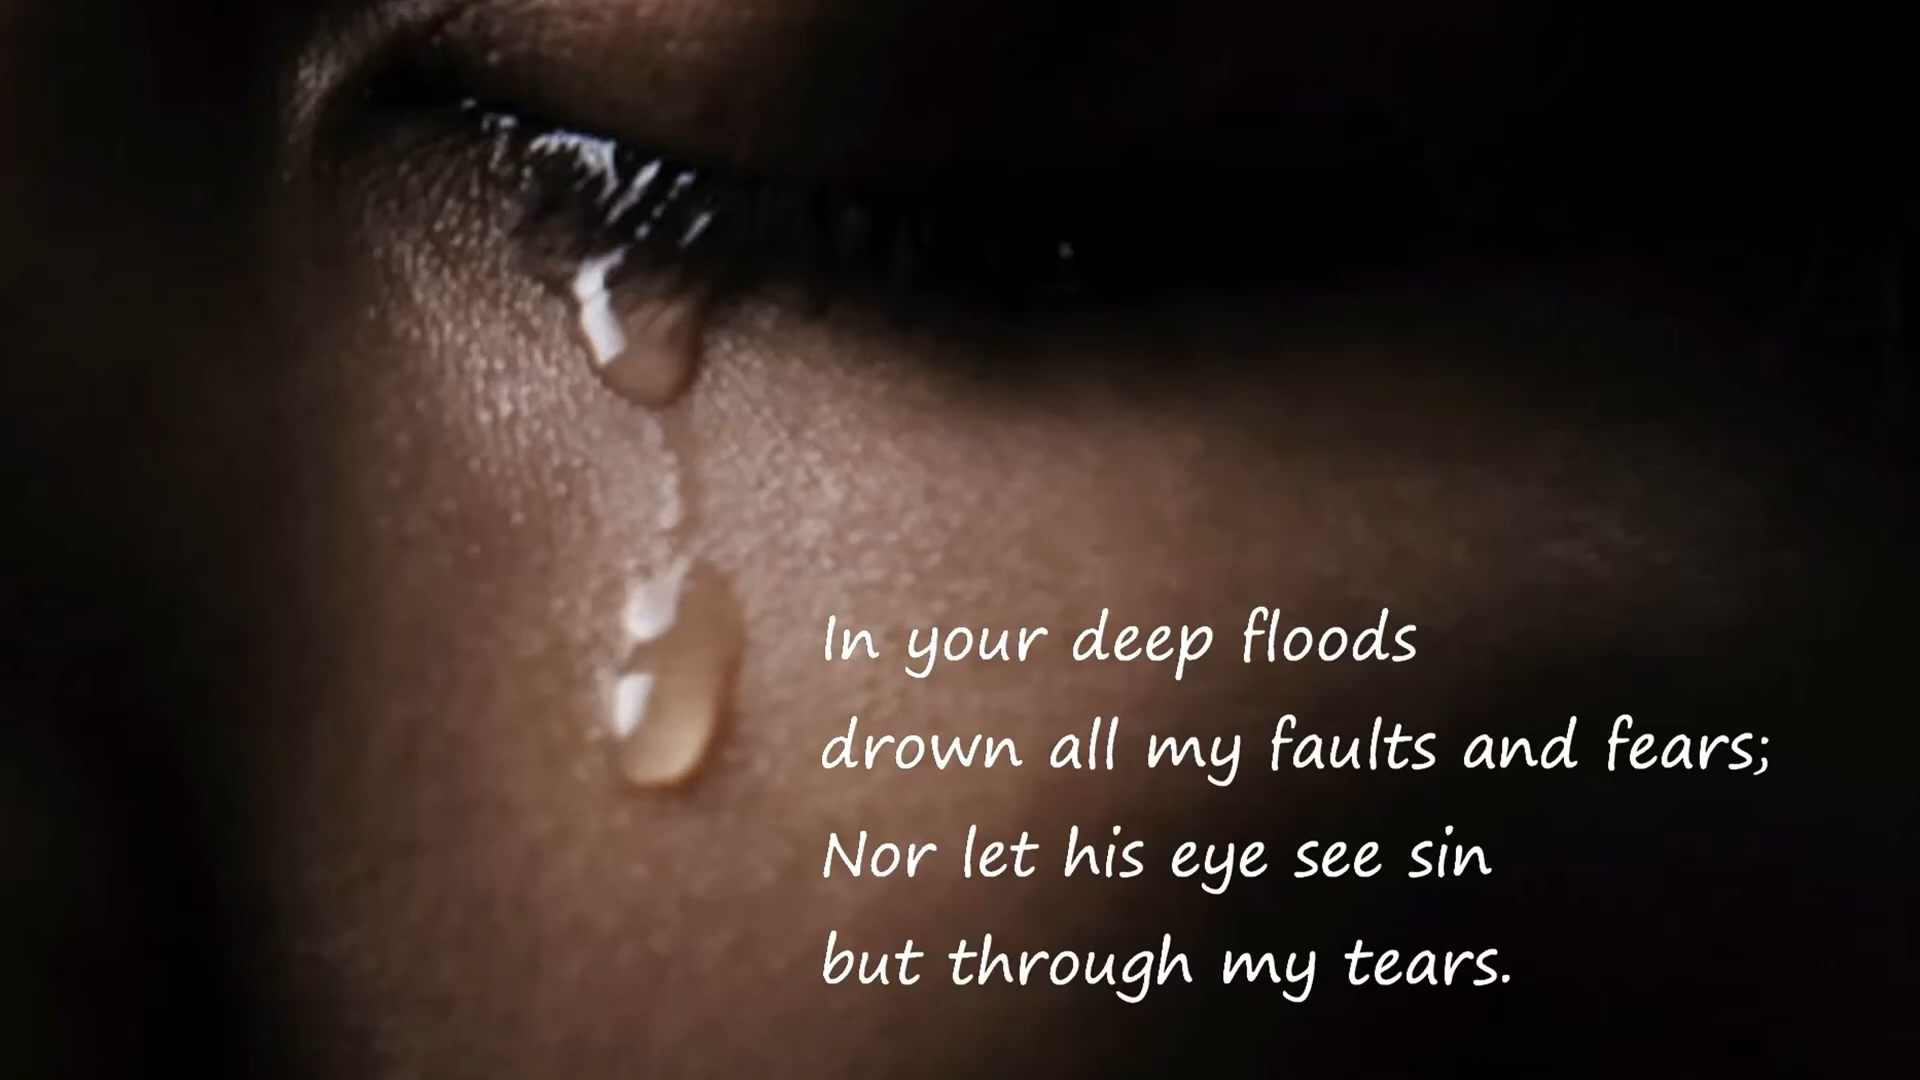 In your deep floods
drown all my faults and fears;
Nor let his eye see sin
but through my tears.